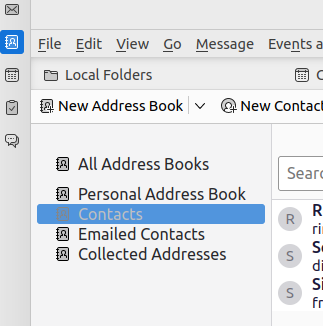 File Edit View Go Message Events a
Local Folders
New Address Book New Contact
All Address Books
Search
Personal Address Book
Contacts
Emailed Contacts
Collected Addresses
R
S
S